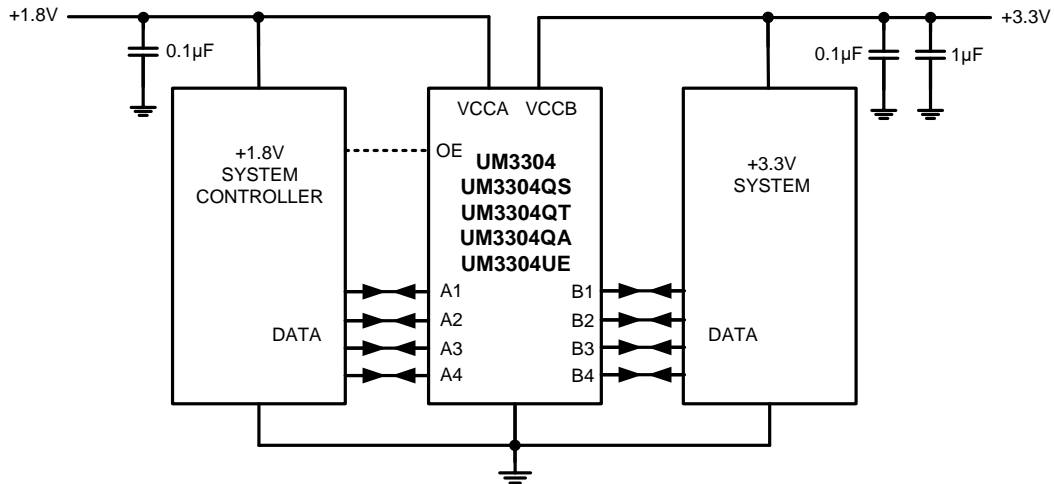 +1.8V
+3.3V
0.1µF
0.1µF
1µF
VCCA
VCCB
OE
+1.8V
SYSTEM
CONTROLLER
UM3304
UM3304QS
UM3304QT
UM3304QA
UM3304UE
+3.3V
SYSTEM
A1
A2
A3
A4
B1
B2
B3
B4
DATA
DATA